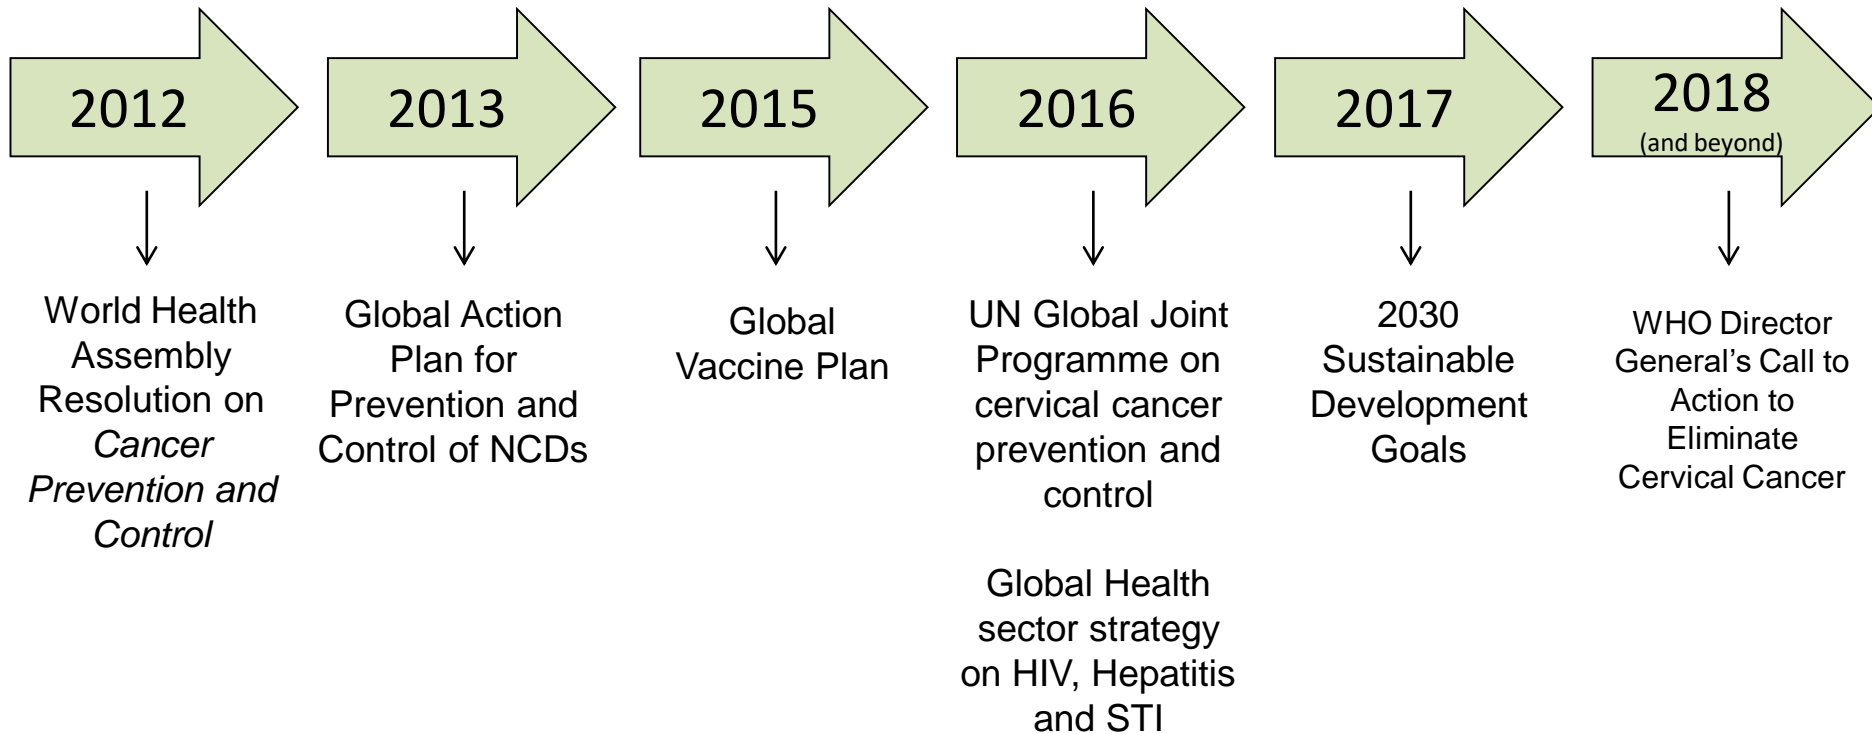 2012
2013
2015
2016
2017
2018
(and beyond)
World Health
Assembly
Resolution on
Cancer
Prevention and
Control
Global Action
Plan for
Prevention and
Control of NCDs
Global
Vaccine Plan
UN Global Joint
Programme on
cervical cancer
prevention and
control
Global Health
sector strategy
on HIV, Hepatitis
and STI
2030
Sustainable
Development
Goals
WHO Director
General’s Call to
Action to
Eliminate
Cervical Cancer